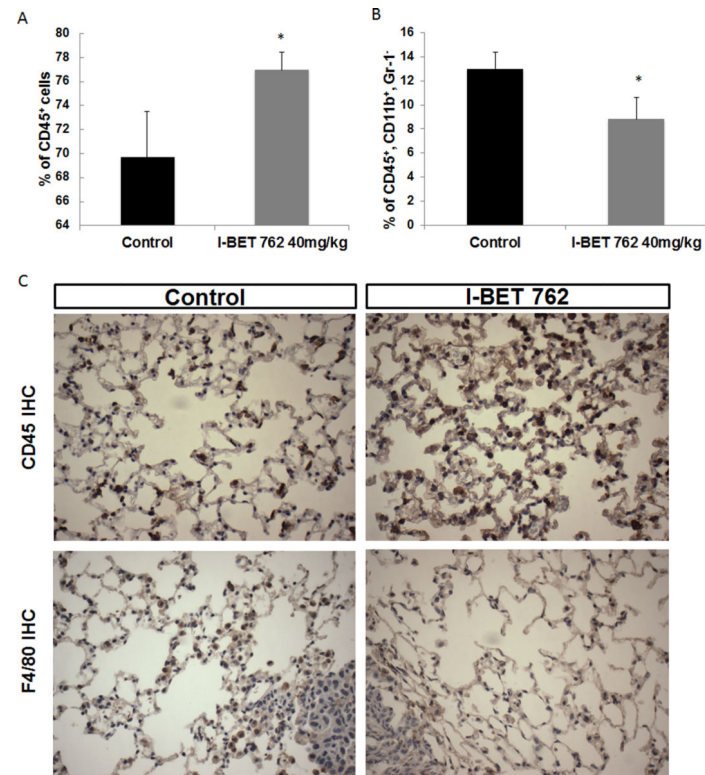 A
% of CD45⁺ cells
80
78
76
74
72
70
68
66
64
*
Control
I-BET 762 40mg/kg
B
% of CD45⁺, CD11b⁺, Gr-1⁻
16
14
12
10
8
6
4
2
0
*
Control
I-BET 762 40mg/kg
C
Control
I-BET 762
CD45 IHC
F4/80 IHC